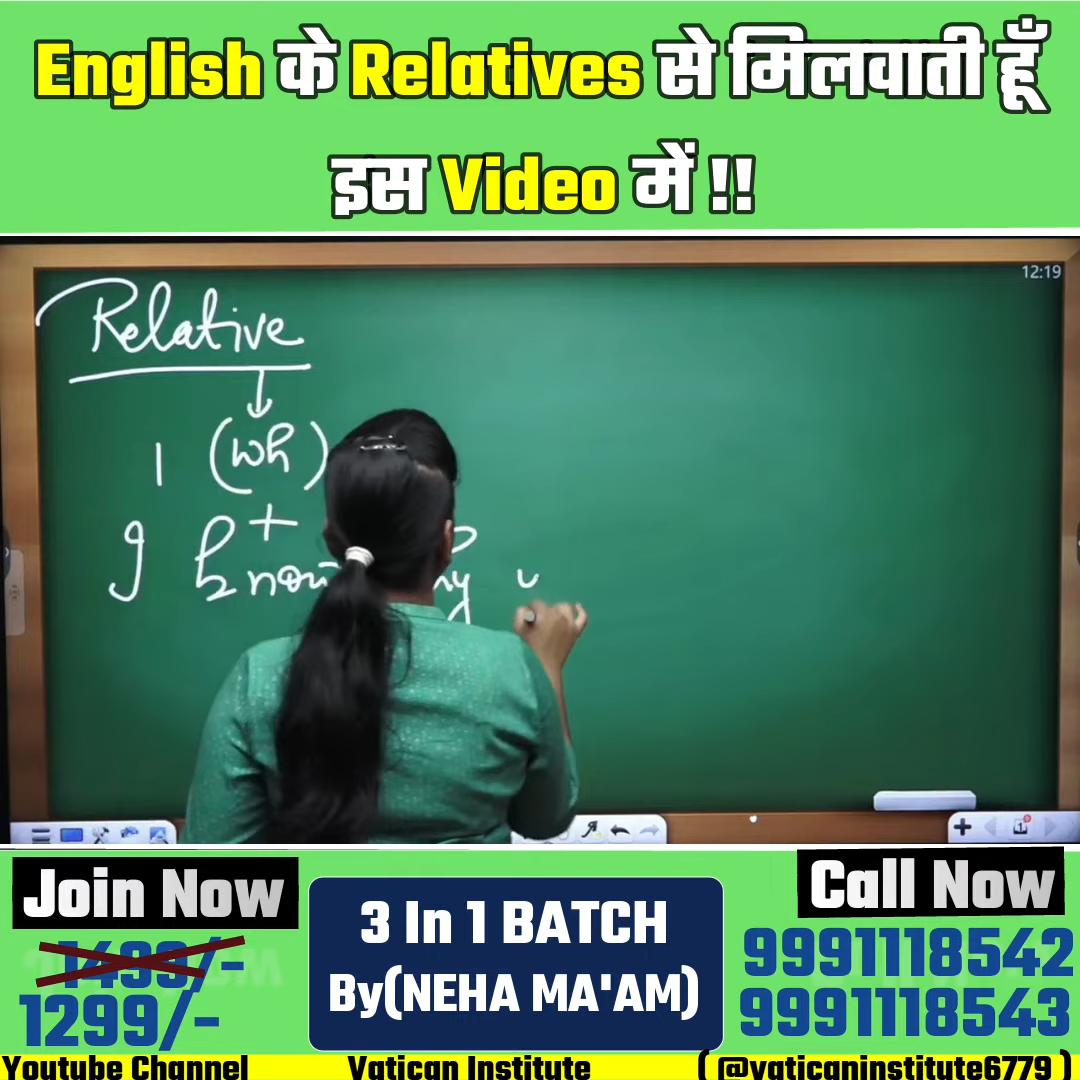 English के Relatives से मिलवाती हूँ
इस Video में !!
12:19
Relative
(wh)
+
Join Now
1499/-
1299/-
3 In 1 BATCH
By(NEHA MA'AM)
Call Now
9991118542
9991118543
Youtube Channel Vatican Institute ( @vaticaninstitute6779 )